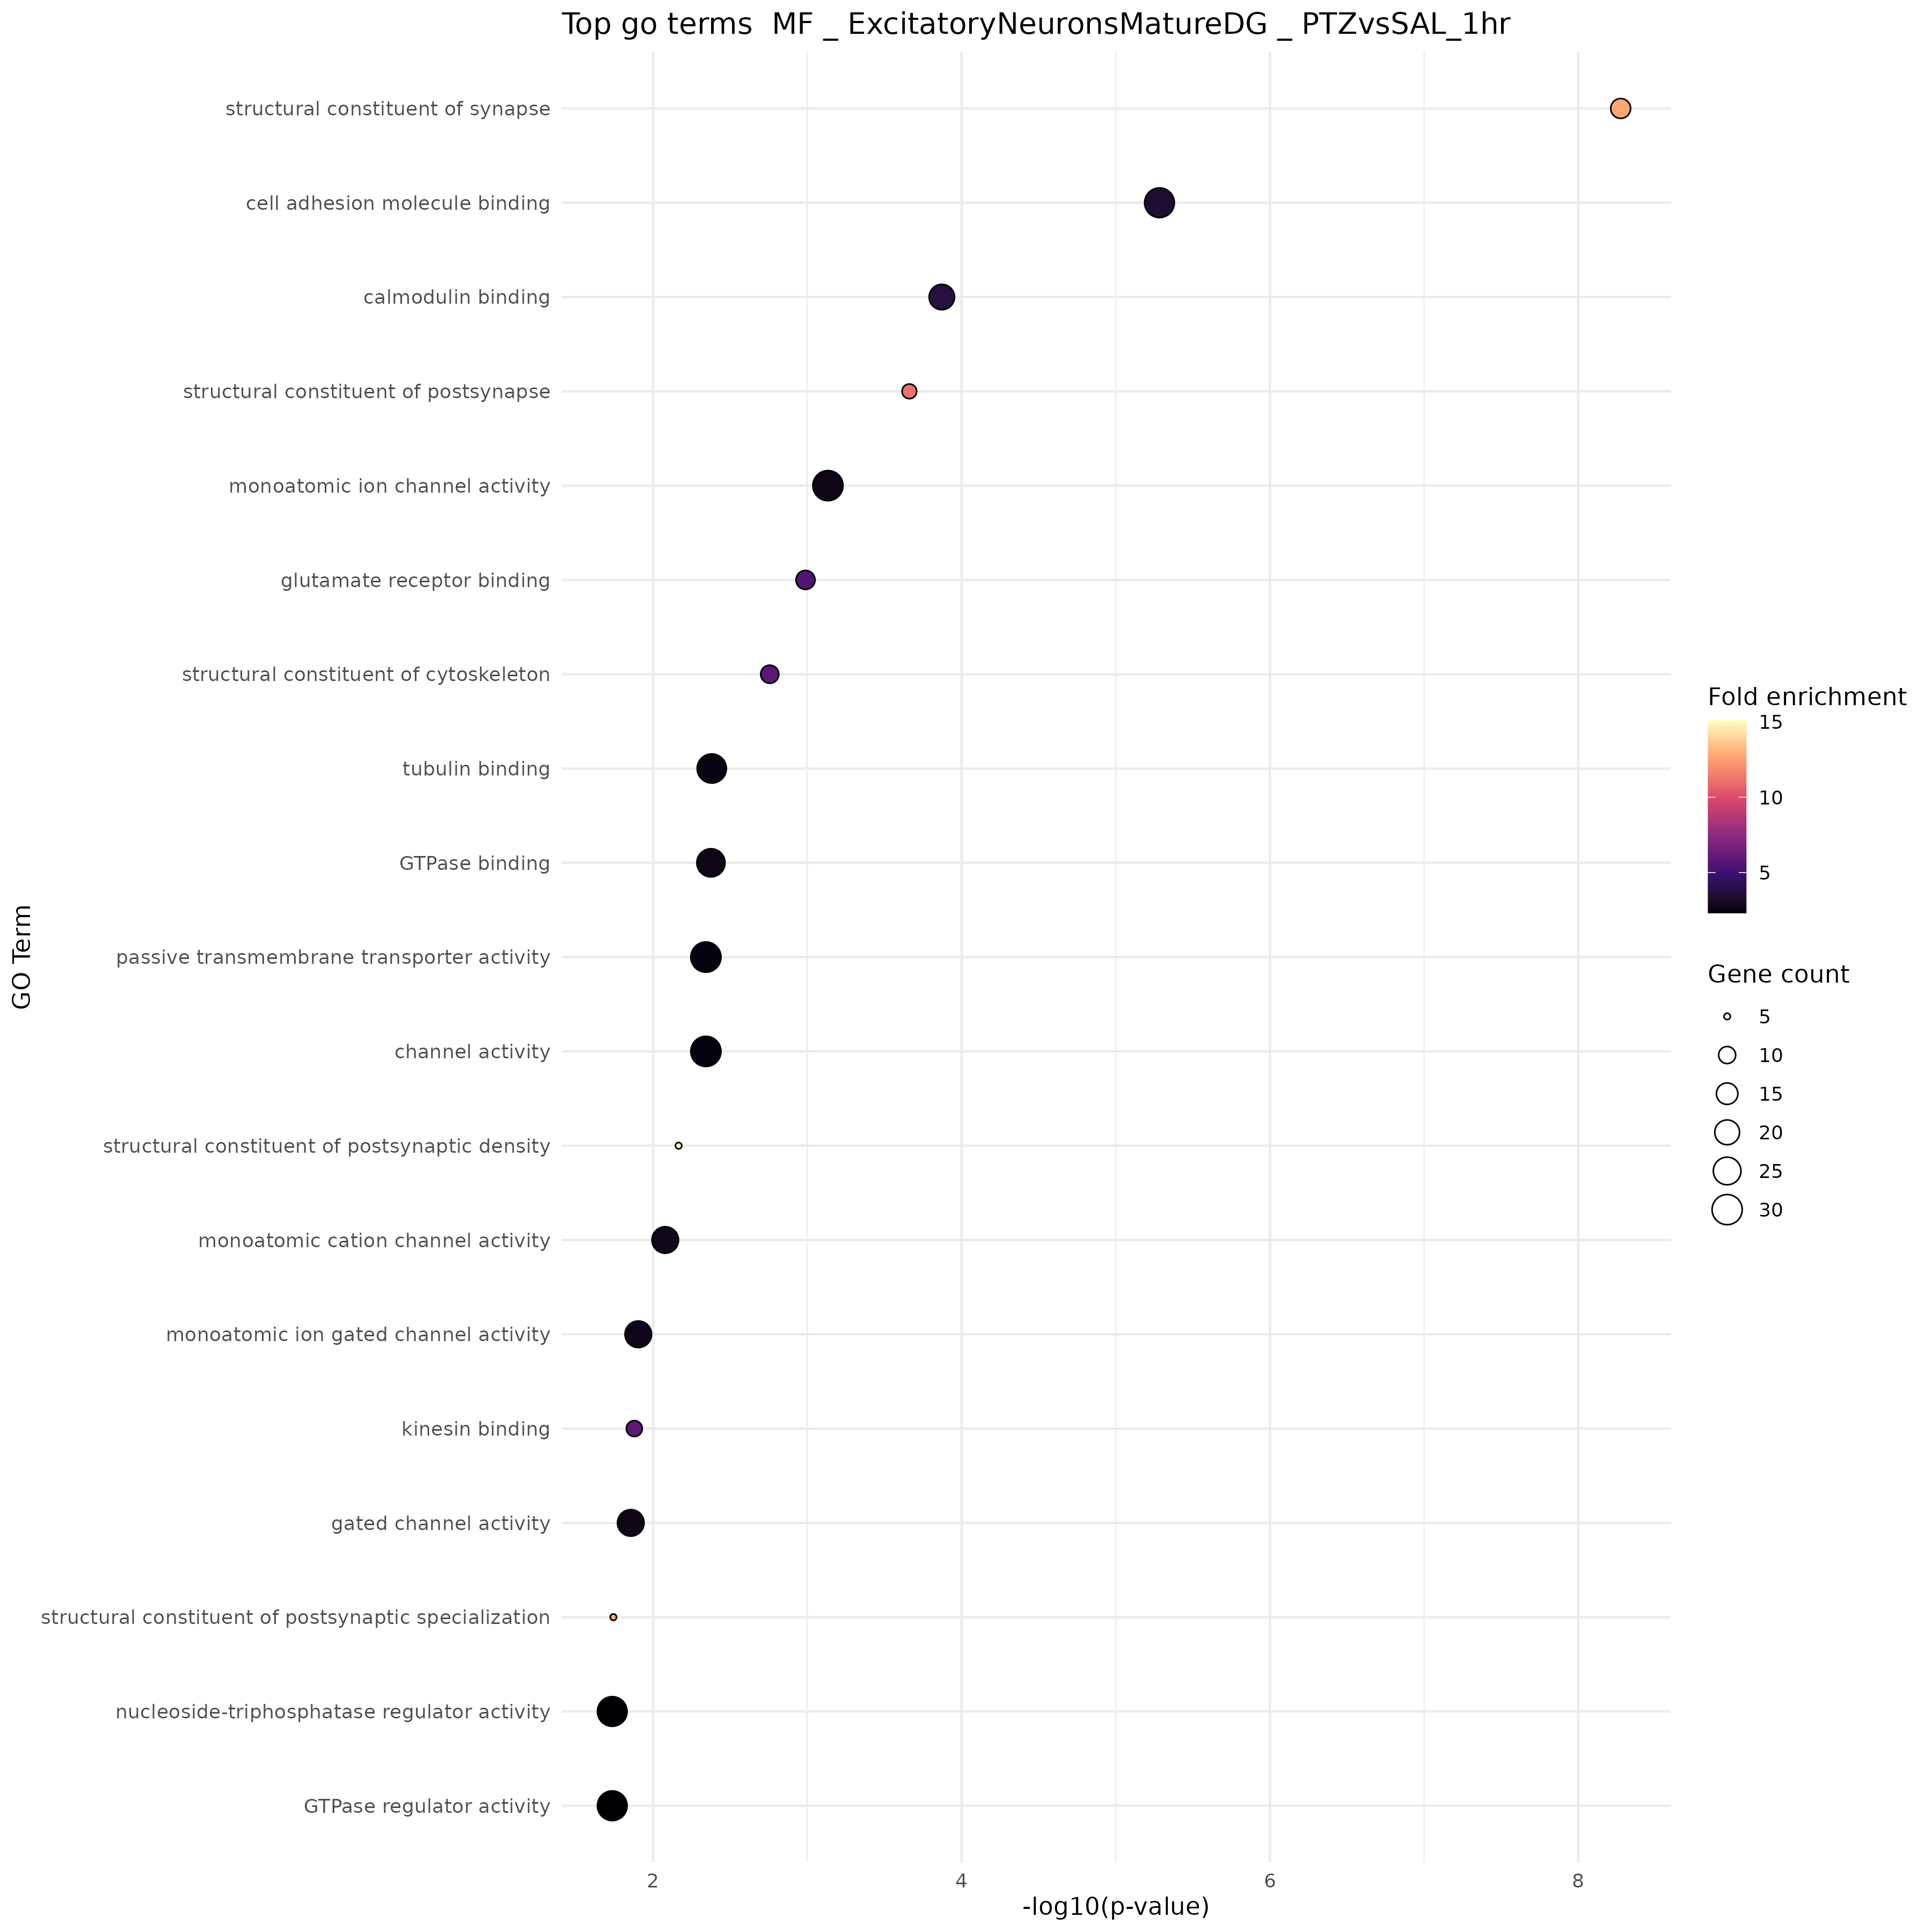 Top go terms  MF _ ExcitatoryNeuronsMatureDG _ PTZvsSAL_1hr
structural constituent of synapse
cell adhesion molecule binding
calmodulin binding
structural constituent of postsynapse
monoatomic ion channel activity
glutamate receptor binding
structural constituent of cytoskeleton
tubulin binding
GTPase binding
passive transmembrane transporter activity
channel activity
structural constituent of postsynaptic density
monoatomic cation channel activity
monoatomic ion gated channel activity
kinesin binding
gated channel activity
structural constituent of postsynaptic specialization
nucleoside-triphosphatase regulator activity
GTPase regulator activity
GO Term
2 4 6 8
-log10(p-value)
Fold enrichment
15
10
5
Gene count
5
10
15
20
25
30